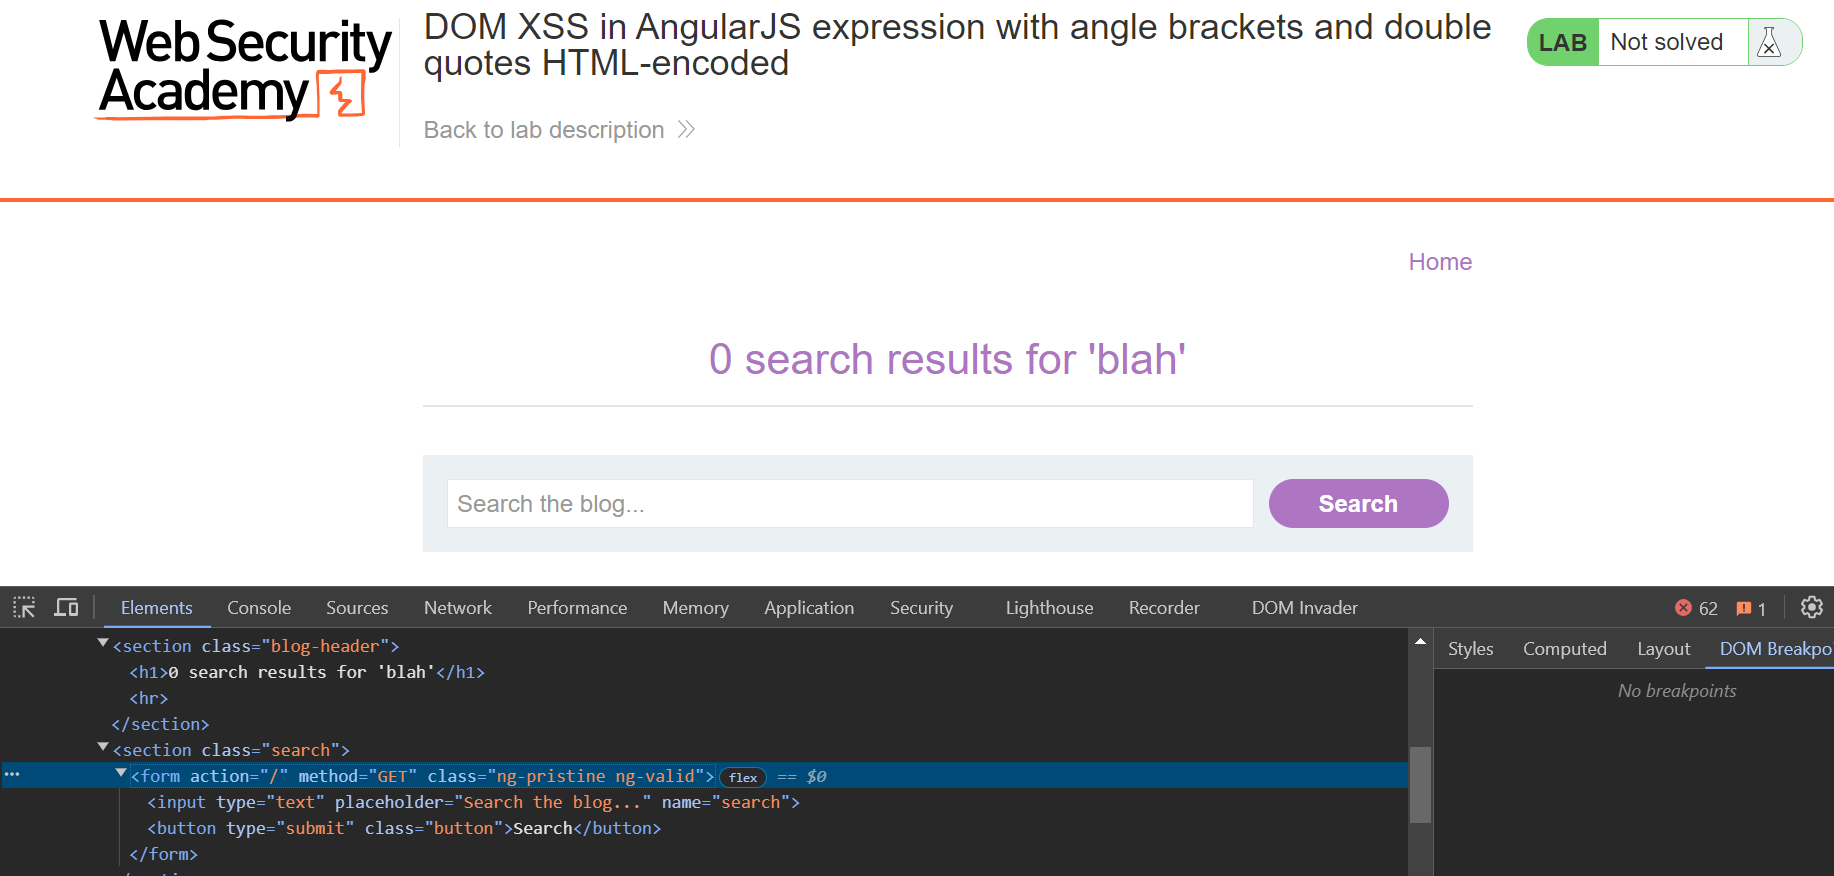 Web Security
Academy
DOM XSS in AngularJS expression with angle brackets and double
quotes HTML-encoded
Back to lab description
LAB Not solved
Home
0 search results for 'blah'
Search the blog...
Search
Elements Console Sources Network Performance Memory Application Security Lighthouse Recorder DOM Invader 62 1
<section class="blog-header">
<h1>0 search results for 'blah'</h1>
<hr>
</section>
<section class="search">
<form action="/" method="GET" class="ng-pristine ng-valid"> flex == $0
<input type="text" placeholder="Search the blog..." name="search">
<button type="submit" class="button">Search</button>
</form>
Styles Computed Layout DOM Breakpo
No breakpoints